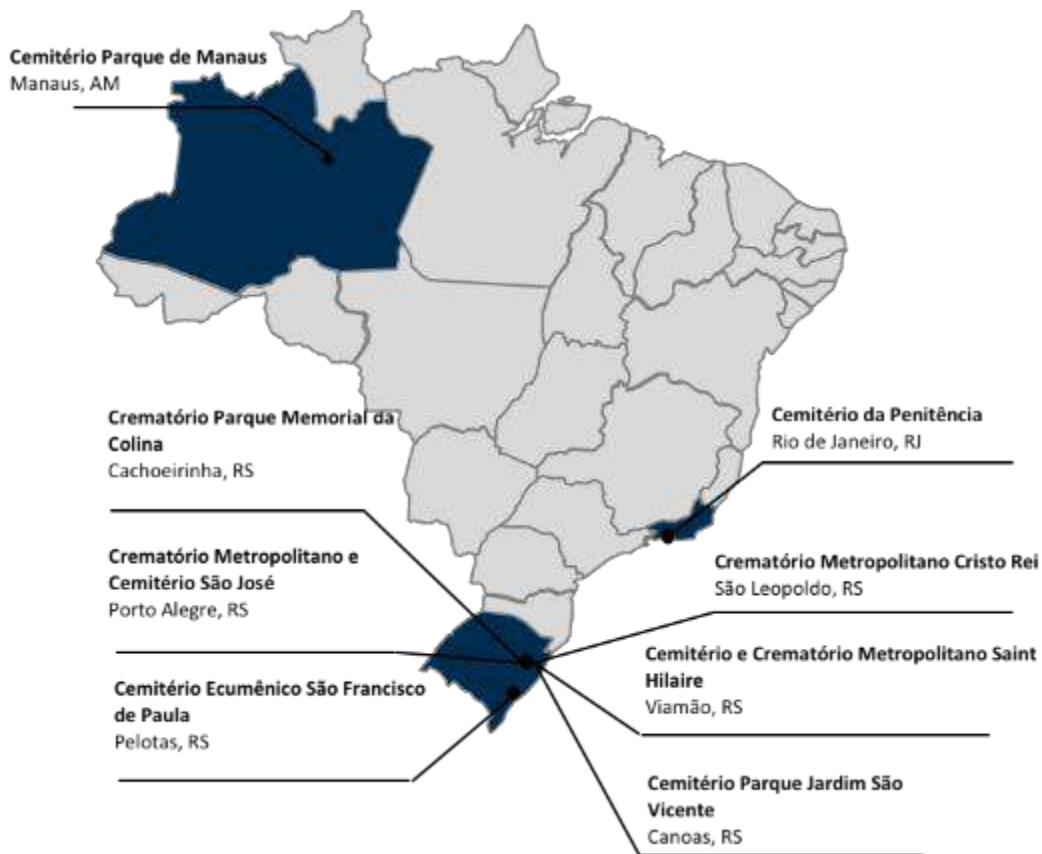 Cemitério Parque de Manaus
Manaus, AM
Crematório Parque Memorial da
Colina
Cachoeirinha, RS
Cemitério da Penitência
Rio de Janeiro, RJ
Crematório Metropolitano e
Cemitério São José
Porto Alegre, RS
Crematório Metropolitano Cristo Rei
São Leopoldo, RS
Cemitério e Crematório Metropolitano Saint
Hilaire
Viamão, RS
Cemitério Ecumênico São Francisco
de Paula
Pelotas, RS
Cemitério Parque Jardim São
Vicente
Canoas, RS